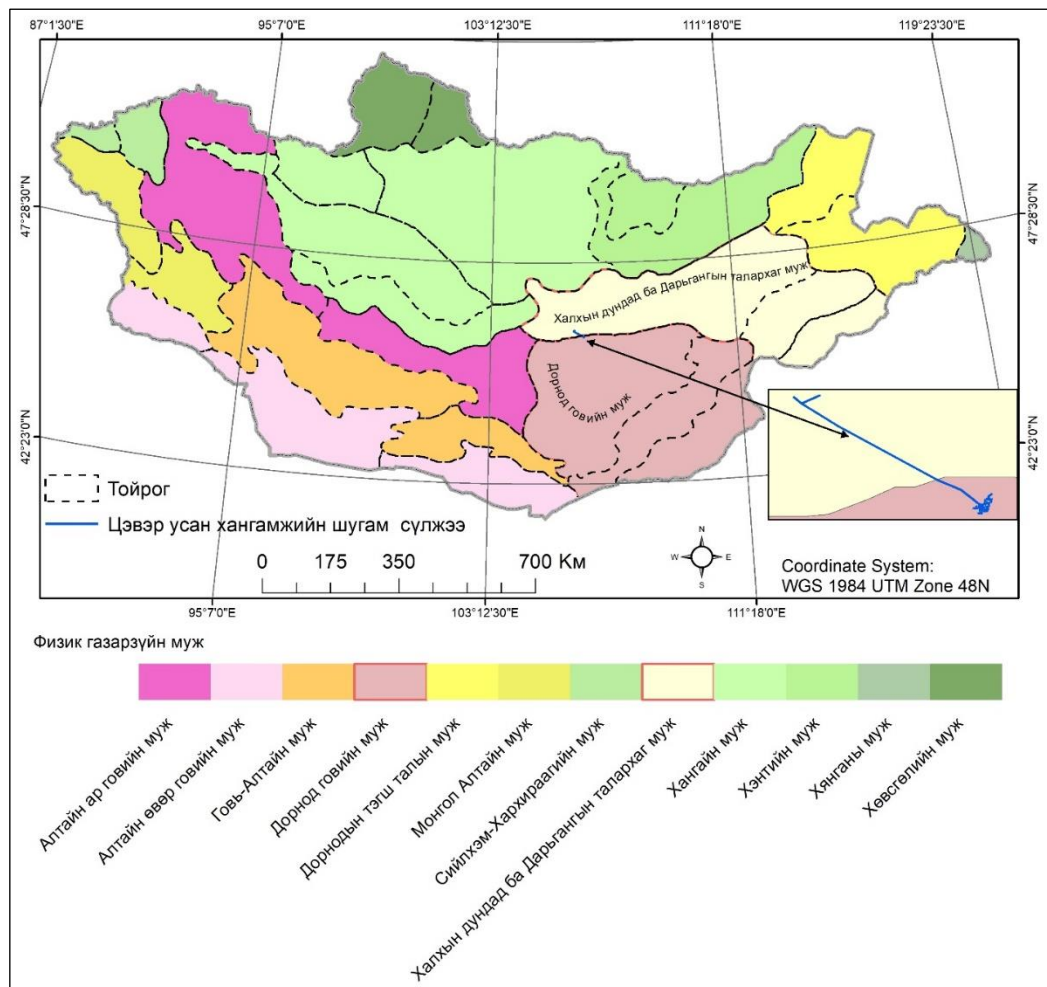 87°1'30"E 95°7'0"E 103°12'30"E 111°18'0"E 119°23'30"E
47°28'30"N
47°28'30"N
42°23'0"N
42°23'0"N
Халхын дундад ба Дарьгангын талархаг муж
Дорнод говийн муж
Тойрог
Цэвэр усан хангамжийн шугам сүлжээ
0 175 350 700 Км
N
W E
S
Coordinate System:
WGS 1984 UTM Zone 48N
95°7'0"E 103°12'30"E 111°18'0"E
Физик газарзүйн муж
Алтайн ар говийн муж
Алтайн өвөр говийн муж
Говь-Алтайн муж
Дорнод говийн муж
Дорнодын тэгш талын муж
Монгол Алтайн муж
Сийлхэм-Хархираагийн муж
Халхын дундад ба Дарьгангын талархаг муж
Хангайн муж
Хэнтийн муж
Хянганы муж
Хөвсгөлийн муж